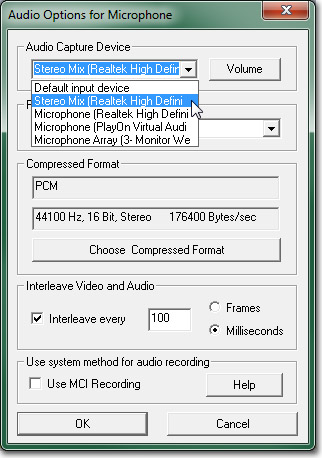 Audio Options for Microphone
Audio Capture Device
Stereo Mix (Realtek High Defin
Volume
Default input device
Stereo Mix (Realtek High Defini
Microphone (Realtek High Defini
Microphone (PlayOn Virtual Audi
Microphone Array (3- Monitor We
Compressed Format
PCM
44100 Hz, 16 Bit, Stereo 176400 Bytes/sec
Choose Compressed Format
Interleave Video and Audio
Interleave every
100
Frames
Milliseconds
Use system method for audio recording
Use MCI Recording
Help
OK
Cancel